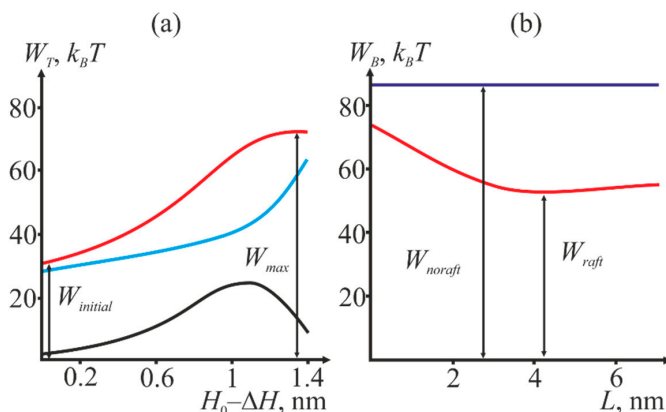 (a)
W_T, k_BT
80
60
40
20
W_initial
W_max
0.2
0.6
1
1.4
H_0–ΔH, nm
(b)
W_B, k_BT
80
60
40
20
W_noraft
W_raft
2
4
6
L, nm